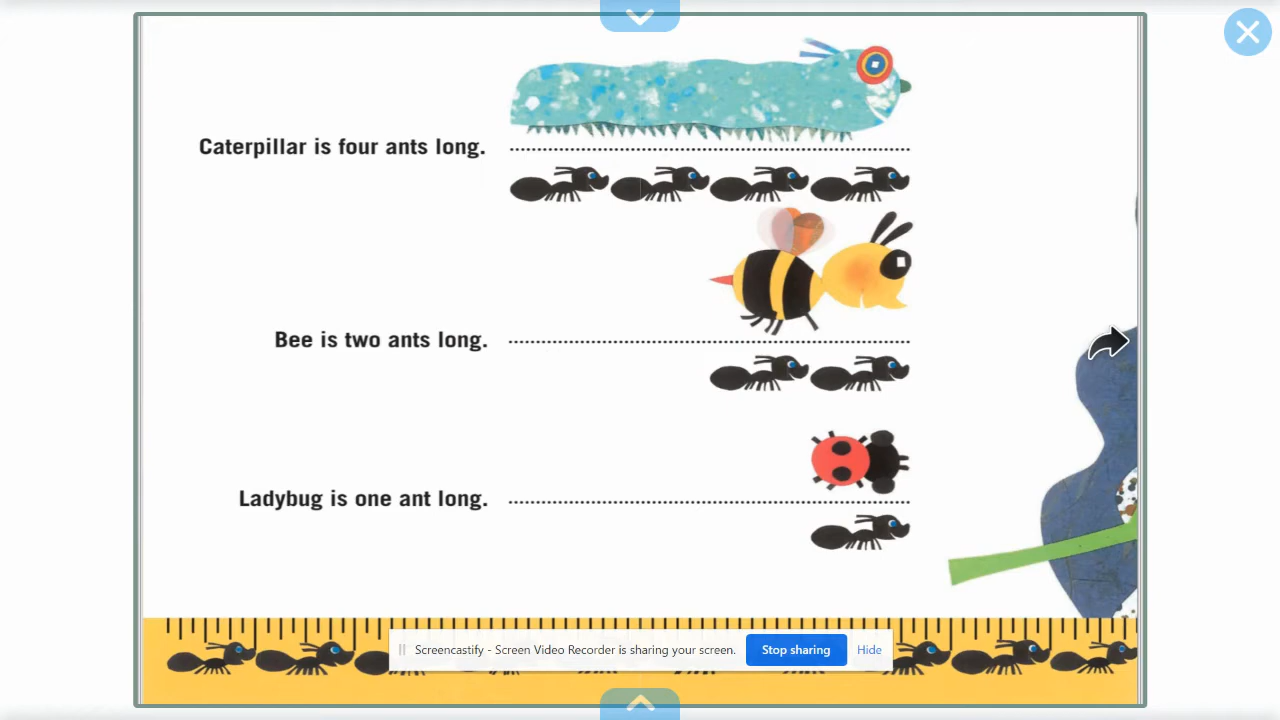 Caterpillar is four ants long.
Bee is two ants long.
Ladybug is one ant long.
Screencastify - Screen Video Recorder is sharing your screen.
Stop sharing
Hide